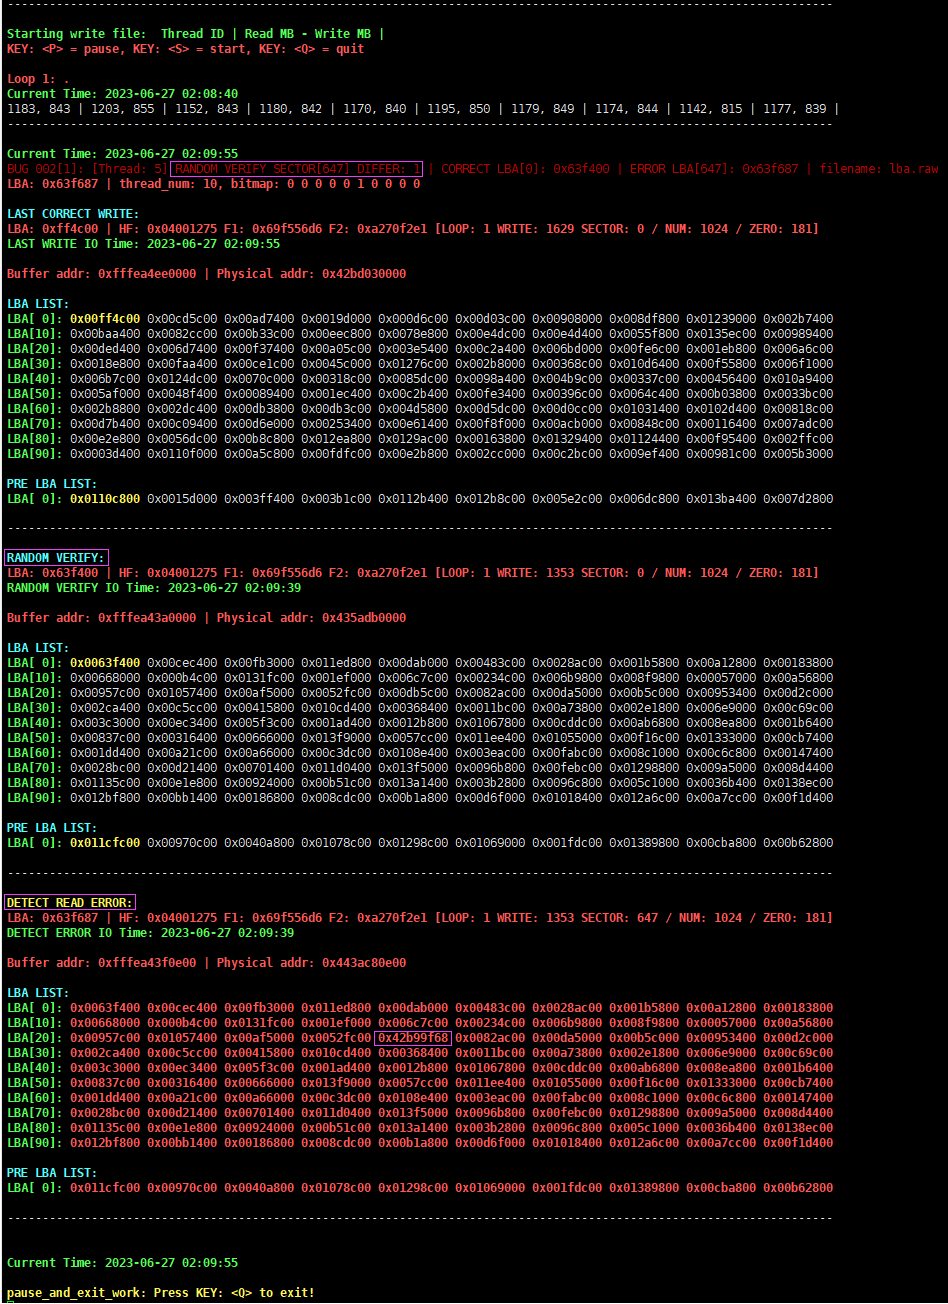 --------------------------------------------------------------------------------------------------------------
Starting write file:  Thread ID | Read MB - Write MB |
KEY: <P> = pause, KEY: <S> = start, KEY: <Q> = quit
Loop 1: .
Current Time: 2023-06-27 02:08:40
1183, 843 | 1203, 855 | 1152, 843 | 1180, 842 | 1170, 840 | 1195, 850 | 1179, 849 | 1174, 844 | 1142, 815 | 1177, 839 |
--------------------------------------------------------------------------------------------------------------
Current Time: 2023-06-27 02:09:55
BUG 002[1]: [Thread: 5] RANDOM VERIFY SECTOR[647] DIFFER: 1 | CORRECT LBA[0]: 0x63f400 | ERROR LBA[647]: 0x63f687 | filename: lba.raw
LBA: 0x63f687 | thread_num: 10, bitmap: 0 0 0 0 0 1 0 0 0 0
LAST CORRECT WRITE:
LBA: 0xff4c00 | HF: 0x04001275 F1: 0x69f556d6 F2: 0xa270f2e1 [LOOP: 1 WRITE: 1629 SECTOR: 0 / NUM: 1024 / ZERO: 181]
LAST WRITE IO Time: 2023-06-27 02:09:55
Buffer addr: 0xfffea4ee0000 | Physical addr: 0x42bd030000
LBA LIST:
LBA[ 0]: 0x00ff4c00 0x00cd5c00 0x00ad7400 0x0019d000 0x000d6c00 0x00d03c00 0x00908000 0x008df800 0x01239000 0x002b7400
LBA[10]: 0x00baa400 0x0082cc00 0x00b33c00 0x00eec800 0x0078e800 0x00e4dc00 0x00e4d400 0x0055f800 0x0135ec00 0x00989400
LBA[20]: 0x00ded400 0x006d7400 0x00f37400 0x00a05c00 0x003e5400 0x00c2a400 0x006bd000 0x00fe6c00 0x001eb800 0x006a6c00
LBA[30]: 0x0018e800 0x00faa400 0x00ce1c00 0x0045c000 0x01276c00 0x002b8000 0x00368c00 0x010d6400 0x00f55800 0x006f1000
LBA[40]: 0x006b7c00 0x0124dc00 0x0070c000 0x00318c00 0x0085dc00 0x0098a400 0x004b9c00 0x00337c00 0x00456400 0x010a9400
LBA[50]: 0x005af000 0x0048f400 0x00089400 0x001ec400 0x00c2b400 0x00fe3400 0x00396c00 0x0064c400 0x00b03800 0x0033bc00
LBA[60]: 0x002b8800 0x002dc400 0x00db3800 0x00db3c00 0x004d5800 0x00d5dc00 0x00d0cc00 0x01031400 0x0102d400 0x00818c00
LBA[70]: 0x00d7b400 0x00c09400 0x00d6e000 0x00253400 0x00e61400 0x00f8f000 0x00acb000 0x00848c00 0x00116400 0x007adc00
LBA[80]: 0x00e2e800 0x0056dc00 0x00b8c800 0x012ea800 0x0129ac00 0x00163800 0x01329400 0x01124400 0x00f95400 0x002ffc00
LBA[90]: 0x0003d400 0x0110f000 0x00a5c800 0x00fdfc00 0x00e2b800 0x002cc000 0x00c2bc00 0x009ef400 0x00981c00 0x005b3000
PRE LBA LIST:
LBA[ 0]: 0x0110c800 0x0015d000 0x003ff400 0x003b1c00 0x0112b400 0x012b8c00 0x005e2c00 0x006dc800 0x013ba400 0x007d2800
--------------------------------------------------------------------------------------------------------------
RANDOM VERIFY:
LBA: 0x63f400 | HF: 0x04001275 F1: 0x69f556d6 F2: 0xa270f2e1 [LOOP: 1 WRITE: 1353 SECTOR: 0 / NUM: 1024 / ZERO: 181]
RANDOM VERIFY IO Time: 2023-06-27 02:09:39
Buffer addr: 0xfffea43a0000 | Physical addr: 0x435adb0000
LBA LIST:
LBA[ 0]: 0x0063f400 0x00cec400 0x00fb3000 0x011ed800 0x00dab000 0x00483c00 0x0028ac00 0x001b5800 0x00a12800 0x00183800
LBA[10]: 0x00668000 0x000b4c00 0x0131fc00 0x001ef000 0x006c7c00 0x00234c00 0x006b9800 0x008f9800 0x00057000 0x00a56800
LBA[20]: 0x00957c00 0x01057400 0x00af5000 0x0052fc00 0x00db5c00 0x0082ac00 0x00da5000 0x00b5c000 0x00953400 0x00d2c000
LBA[30]: 0x002ca400 0x00c5cc00 0x00415800 0x010cd400 0x00368400 0x0011bc00 0x00a73800 0x002e1800 0x006e9000 0x00c69c00
LBA[40]: 0x003c3000 0x00ec3400 0x005f3c00 0x001ad400 0x0012b800 0x01067800 0x00cddc00 0x00ab6800 0x008ea800 0x001b6400
LBA[50]: 0x00837c00 0x00316400 0x00666000 0x013f9000 0x0057cc00 0x011ee400 0x01055000 0x00f16c00 0x01333000 0x00cb7400
LBA[60]: 0x001dd400 0x00a21c00 0x00a66000 0x00c3dc00 0x0108e400 0x003eac00 0x00fabc00 0x008c1000 0x00c6c800 0x00147400
LBA[70]: 0x0028bc00 0x00d21400 0x00701400 0x011d0400 0x013f5000 0x0096b800 0x00febc00 0x01298800 0x009a5000 0x008d4400
LBA[80]: 0x01135c00 0x00e1e800 0x00924000 0x00b51c00 0x013a1400 0x003b2800 0x0096c800 0x005c1000 0x0036b400 0x0138ec00
LBA[90]: 0x012bf800 0x00bb1400 0x00186800 0x008cdc00 0x00b1a800 0x00d6f000 0x01018400 0x012a6c00 0x00a7cc00 0x00f1d400
PRE LBA LIST:
LBA[ 0]: 0x011cfc00 0x00970c00 0x0040a800 0x01078c00 0x01298c00 0x01069000 0x001fdc00 0x01389800 0x00cba800 0x00b62800
--------------------------------------------------------------------------------------------------------------
DETECT READ ERROR:
LBA: 0x63f687 | HF: 0x04001275 F1: 0x69f556d6 F2: 0xa270f2e1 [LOOP: 1 WRITE: 1353 SECTOR: 647 / NUM: 1024 / ZERO: 181]
DETECT ERROR IO Time: 2023-06-27 02:09:39
Buffer addr: 0xfffea43f0e00 | Physical addr: 0x443ac80e00
LBA LIST:
LBA[ 0]: 0x0063f400 0x00cec400 0x00fb3000 0x011ed800 0x00dab000 0x00483c00 0x0028ac00 0x001b5800 0x00a12800 0x00183800
LBA[10]: 0x00668000 0x000b4c00 0x0131fc00 0x001ef000 0x006c7c00 0x00234c00 0x006b9800 0x008f9800 0x00057000 0x00a56800
LBA[20]: 0x00957c00 0x01057400 0x00af5000 0x0052fc00 0x42b99f68 0x0082ac00 0x00da5000 0x00b5c000 0x00953400 0x00d2c000
LBA[30]: 0x002ca400 0x00c5cc00 0x00415800 0x010cd400 0x00368400 0x0011bc00 0x00a73800 0x002e1800 0x006e9000 0x00c69c00
LBA[40]: 0x003c3000 0x00ec3400 0x005f3c00 0x001ad400 0x0012b800 0x01067800 0x00cddc00 0x00ab6800 0x008ea800 0x001b6400
LBA[50]: 0x00837c00 0x00316400 0x00666000 0x013f9000 0x0057cc00 0x011ee400 0x01055000 0x00f16c00 0x01333000 0x00cb7400
LBA[60]: 0x001dd400 0x00a21c00 0x00a66000 0x00c3dc00 0x0108e400 0x003eac00 0x00fabc00 0x008c1000 0x00c6c800 0x00147400
LBA[70]: 0x0028bc00 0x00d21400 0x00701400 0x011d0400 0x013f5000 0x0096b800 0x00febc00 0x01298800 0x009a5000 0x008d4400
LBA[80]: 0x01135c00 0x00e1e800 0x00924000 0x00b51c00 0x013a1400 0x003b2800 0x0096c800 0x005c1000 0x0036b400 0x0138ec00
LBA[90]: 0x012bf800 0x00bb1400 0x00186800 0x008cdc00 0x00b1a800 0x00d6f000 0x01018400 0x012a6c00 0x00a7cc00 0x00f1d400
PRE LBA LIST:
LBA[ 0]: 0x011cfc00 0x00970c00 0x0040a800 0x01078c00 0x01298c00 0x01069000 0x001fdc00 0x01389800 0x00cba800 0x00b62800
--------------------------------------------------------------------------------------------------------------
Current Time: 2023-06-27 02:09:55
pause_and_exit_work: Press KEY: <Q> to exit!